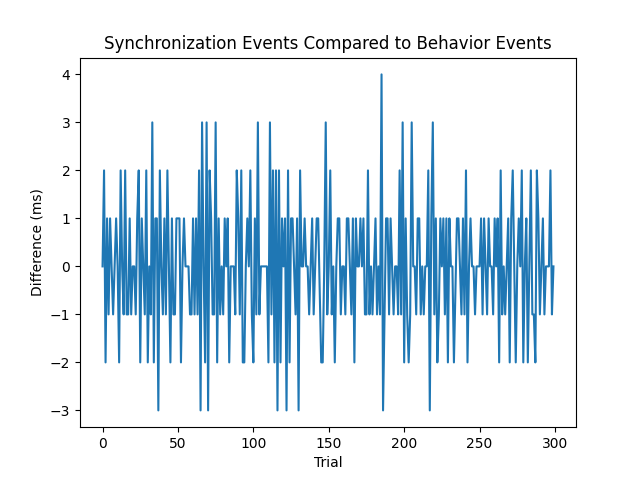 Synchronization Events Compared to Behavior Events
4
3
2
1
0
−1
−2
−3
Difference (ms)
0 50 100 150 200 250 300
Trial